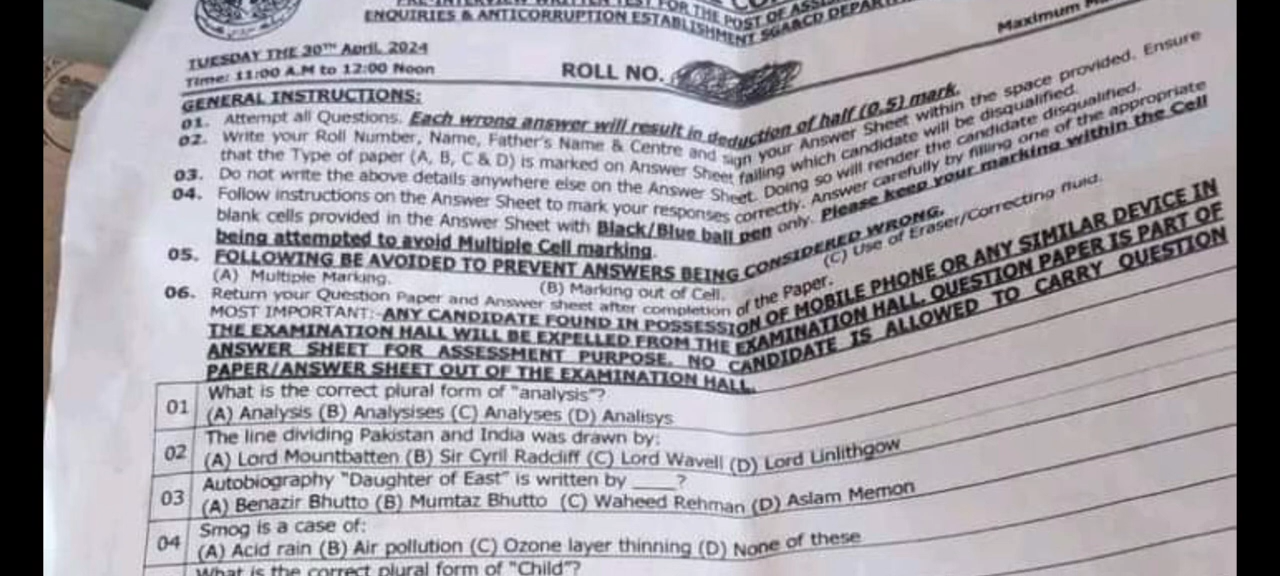 PRE-INTERVIEW WRITTEN TEST FOR THE POST OF
ENQUIRIES & ANTICORRUPTION ESTABLISHMENT SGA&CD
Maximum
TUESDAY THE 30TH April, 2024
Time: 11:00 A.M to 12:00 Noon
ROLL NO.
GENERAL INSTRUCTIONS:
01. Attempt all Questions. Each wrong answer will result in deduction of half (0.5) mark.
02. Write your Roll Number, Name, Father's Name & Centre and sign your Answer Sheet within the space provided. Ensure
that the Type of paper (A, B, C & D) is marked on Answer Sheet failing which candidate will be disqualified.
03. Do not write the above details anywhere else on the Answer Sheet. Doing so will render the candidate disqualified.
04. Follow instructions on the Answer Sheet to mark your responses correctly. Answer carefully by filling one of the appropriate
blank cells provided in the Answer Sheet with Black/Blue ball pen only. Please keep your marking within the Cell
being attempted to avoid Multiple Cell marking.
05. FOLLOWING BE AVOIDED TO PREVENT ANSWERS BEING CONSIDERED WRONG.
(A) Multiple Marking. (B) Marking out of Cell. (C) Use of Eraser/Correcting fluid.
06. Return your Question Paper and Answer sheet after completion of the Paper.
MOST IMPORTANT:-ANY CANDIDATE FOUND IN POSSESSION OF MOBILE PHONE OR ANY SIMILAR DEVICE IN
THE EXAMINATION HALL WILL BE EXPELLED FROM THE EXAMINATION HALL. QUESTION PAPER IS PART OF
ANSWER SHEET FOR ASSESSMENT PURPOSE. NO CANDIDATE IS ALLOWED TO CARRY QUESTION
PAPER/ANSWER SHEET OUT OF THE EXAMINATION HALL.
01 What is the correct plural form of "analysis"?
(A) Analysis (B) Analysises (C) Analyses (D) Analisys
02 The line dividing Pakistan and India was drawn by:
(A) Lord Mountbatten (B) Sir Cyril Radcliff (C) Lord Wavell (D) Lord Linlithgow
03 Autobiography "Daughter of East" is written by ____?
(A) Benazir Bhutto (B) Mumtaz Bhutto (C) Waheed Rehman (D) Aslam Memon
04 Smog is a case of:
(A) Acid rain (B) Air pollution (C) Ozone layer thinning (D) None of these
What is the correct plural form of "Child"?